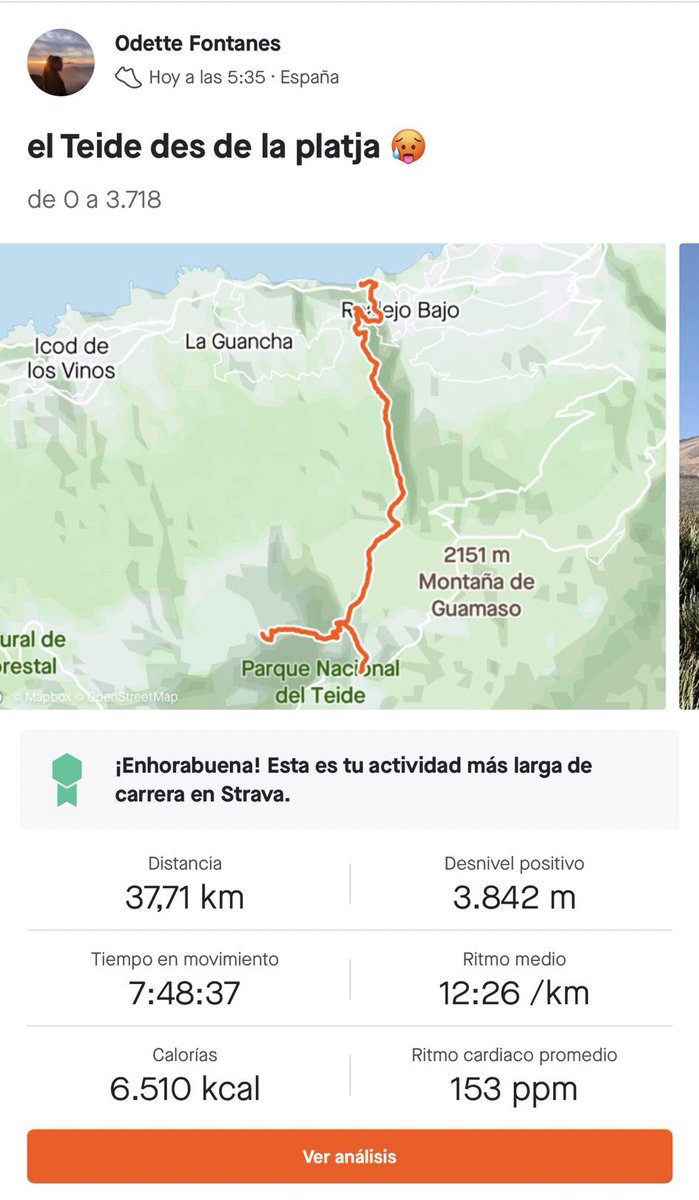 Odette Fontanes
Hoy a las 5:35 · España
el Teide des de la platja 🥵
de 0 a 3.718
Icod de
los Vinos
La Guancha
Realejo Bajo
2151 m
Montaña de
Guamaso
ural de
orestal
Parque Nacional
del Teide
© Mapbox © OpenStreetMap
¡Enhorabuena! Esta es tu actividad más larga de
carrera en Strava.
Distancia
37,71 km
Desnivel positivo
3.842 m
Tiempo en movimiento
7:48:37
Ritmo medio
12:26 /km
Calorías
6.510 kcal
Ritmo cardiaco promedio
153 ppm
Ver análisis